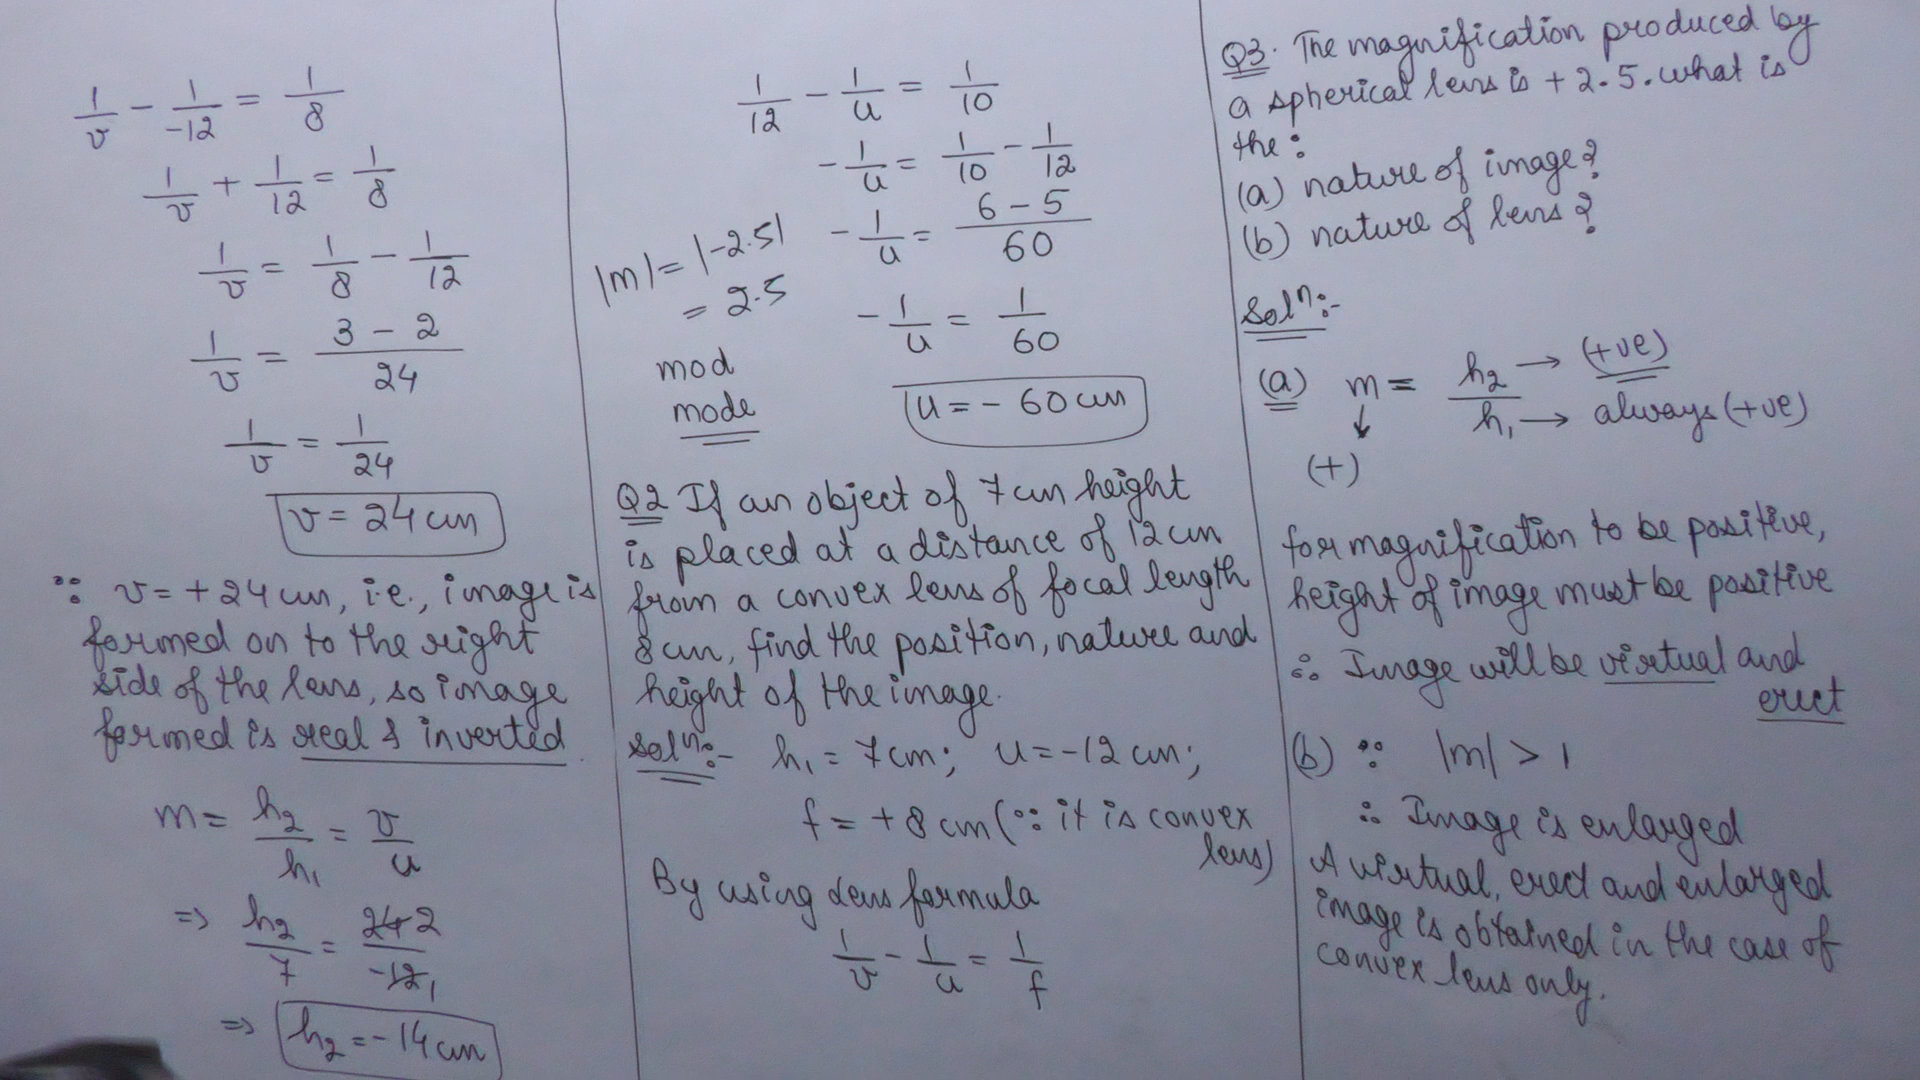 1/v - 1/-12 = 1/8
1/v + 1/12 = 1/8
1/v = 1/8 - 1/12
1/v = 3 - 2/24
1/v = 1/24
v = 24 cm
∵ v = + 24 cm, i.e., image is
formed on to the right
side of the lens, so image
formed is real & inverted
m = h₂/h₁ = v/u
⇒ h₂/7 = 24 2/-12 1
⇒ h₂ = - 14 cm
1/12 - 1/u = 1/10
- 1/u = 1/10 - 1/12
- 1/u = 6 - 5/60
- 1/u = 1/60
u = - 60 cm
|m| = |-2.5|
= 2.5
mod
mode
Q2 If an object of 7 cm height
is placed at a distance of 12 cm
from a convex lens of focal length
8 cm, find the position, nature and
height of the image.
Solⁿ:- h₁ = 7 cm; u = -12 cm;
f = + 8 cm (∵ it is convex
lens)
By using Lens formula
1/v - 1/u = 1/f
Q3. The magnification produced by
a spherical lens is + 2.5. what is
the:
(a) nature of image?
(b) nature of lens?
Solⁿ:-
(a) m = h₂/h₁
h₂ → (+ve)
h₁ → always (+ve)
↓
(+)
for magnification to be positive,
height of image must be positive
∴ Image will be virtual and
erect
(b) ∵ |m| > 1
∴ Image is enlarged
A virtual, erect and enlarged
image is obtained in the case of
convex lens only.